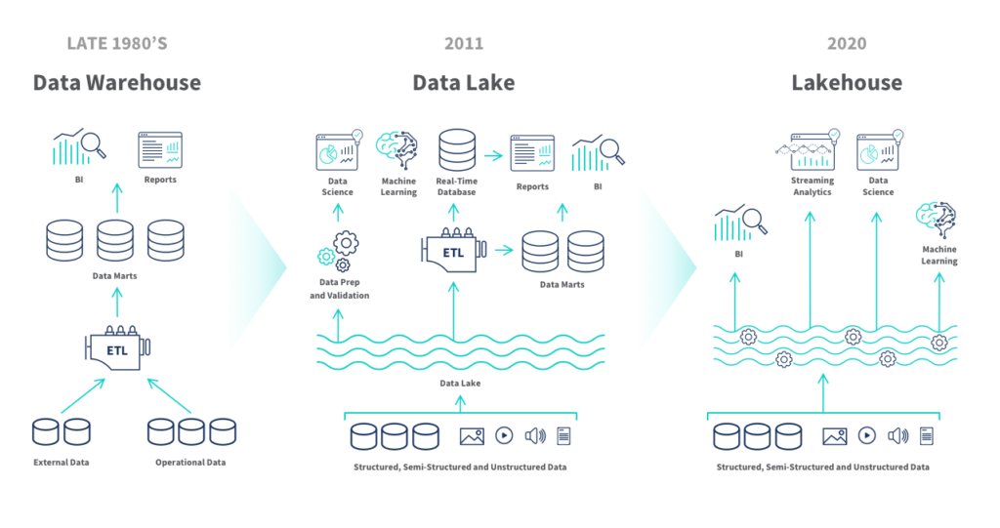 LATE 1980'S
Data Warehouse
BI
Reports
Data Marts
ETL
External Data
Operational Data
2011
Data Lake
Data
Science
Machine
Learning
Real-Time
Database
Reports
BI
ETL
Data Prep
and Validation
Data Marts
Data Lake
Structured, Semi-Structured and Unstructured Data
2020
Lakehouse
Streaming
Analytics
Data
Science
BI
Machine
Learning
Structured, Semi-Structured and Unstructured Data